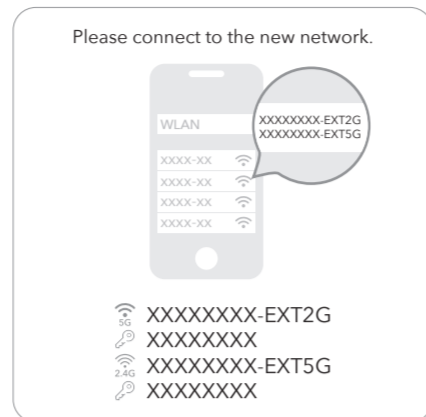 Please connect to the new network.
WLAN
XXXXXXXX-EXT2G
XXXXXXXX-EXT5G
XXXX-XX
XXXX-XX
XXXX-XX
XXXX-XX
5G XXXXXXXX-EXT2G
XXXXXXXX
2.4G XXXXXXXX-EXT5G
XXXXXXXX